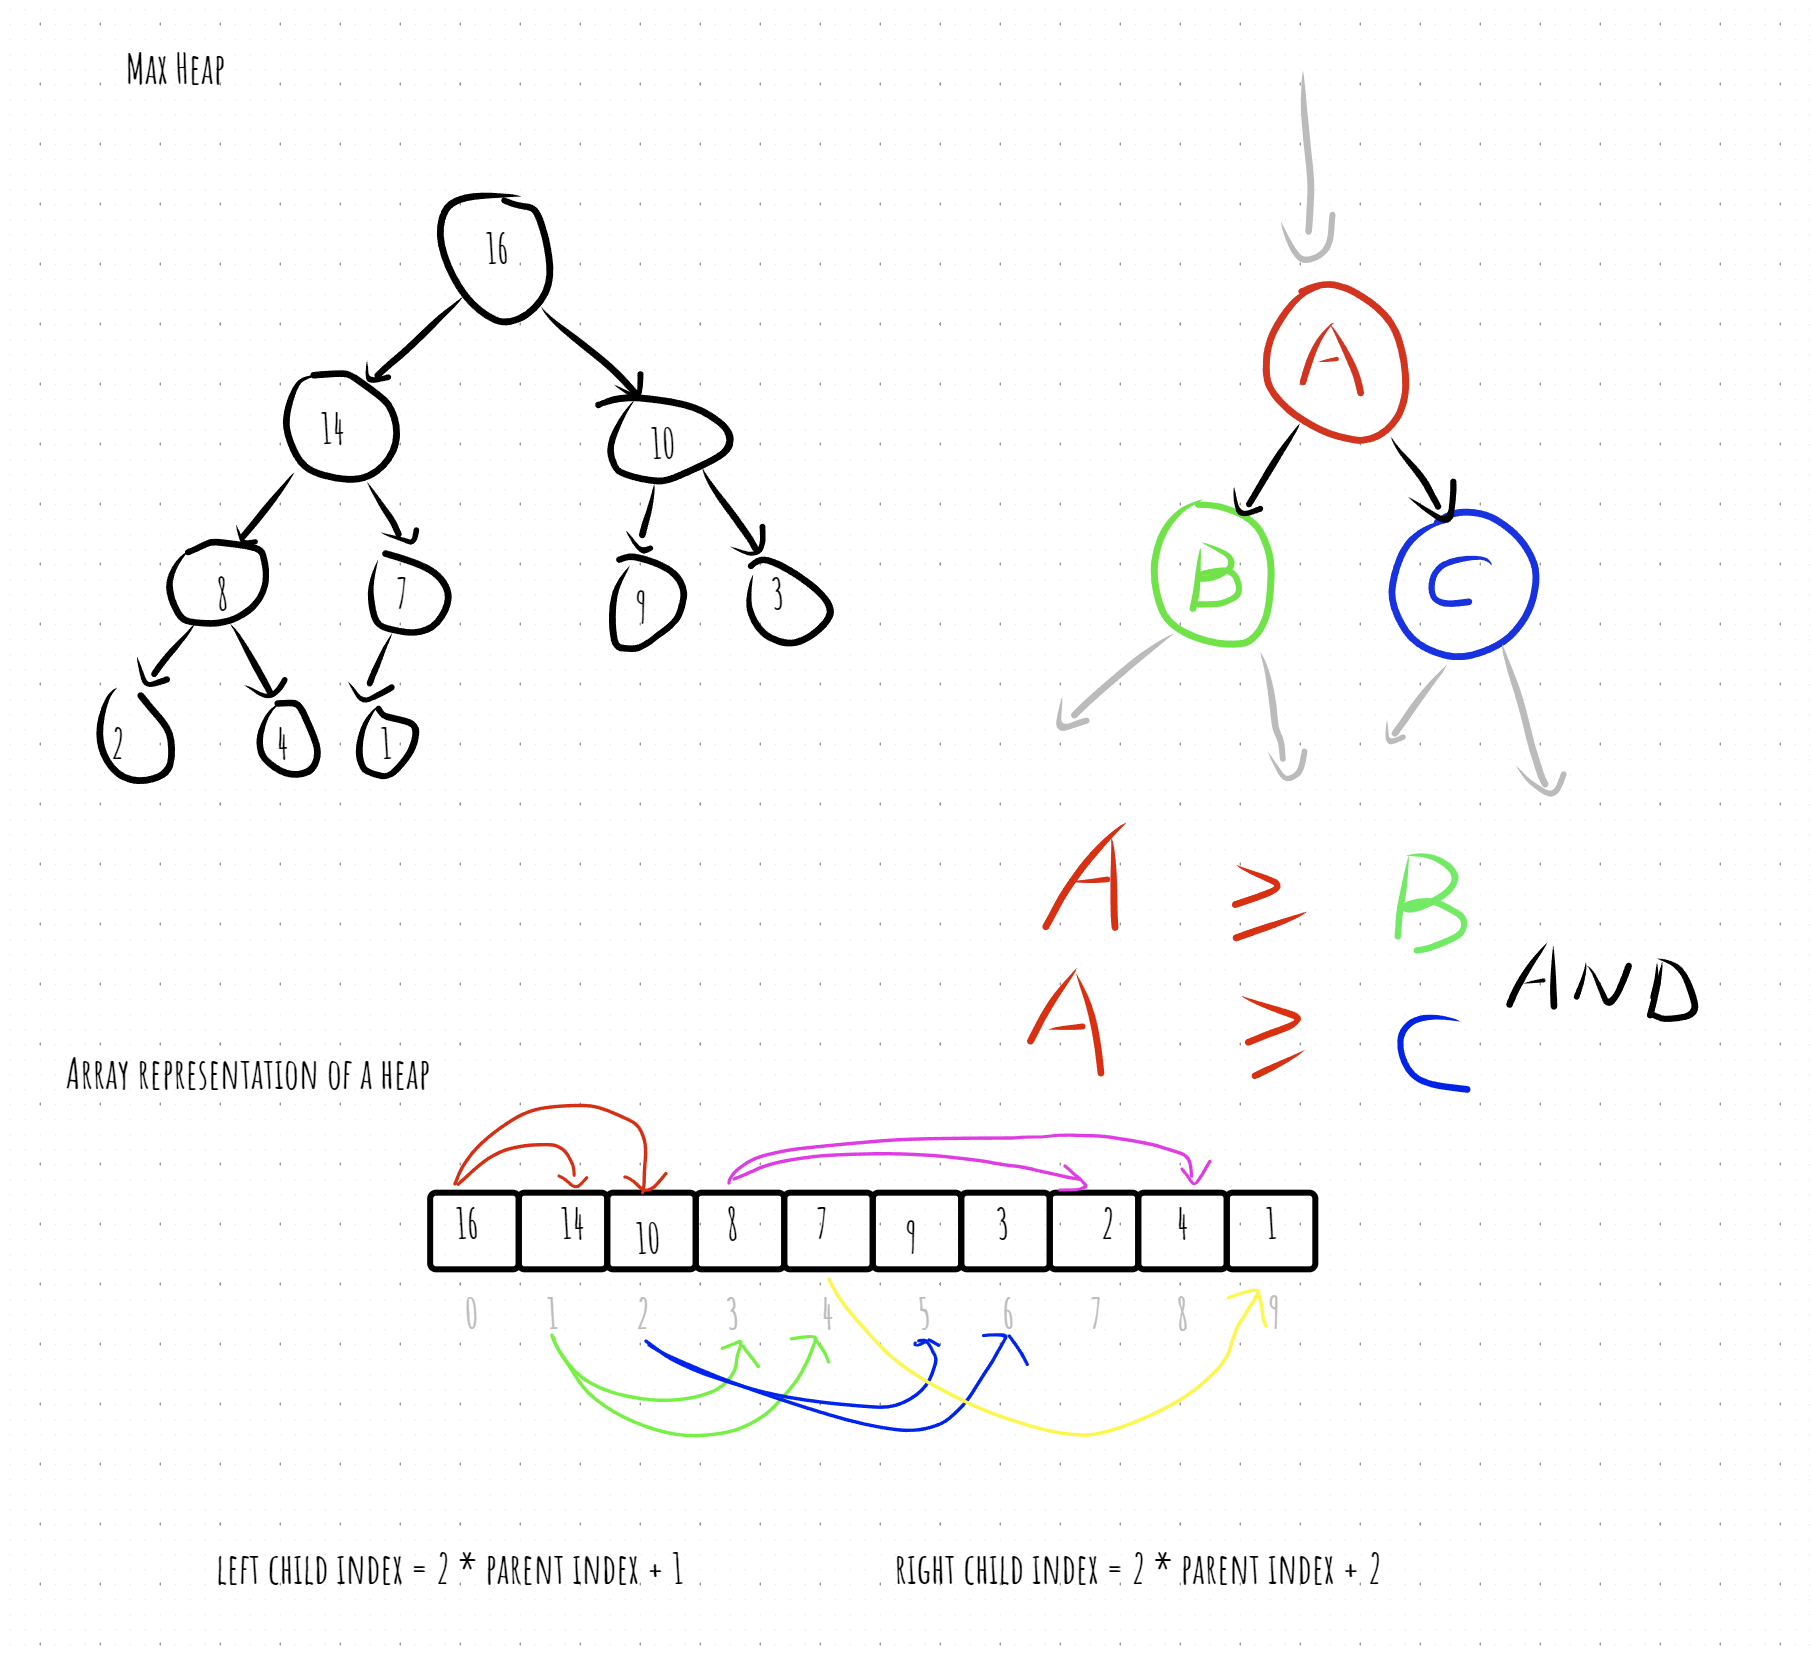 Max Heap
16
14
10
8
7
9
3
2
4
1
A
B
C
A ≥ B
AND
A ≥ C
Array representation of a heap
16 14 10 8 7 9 3 2 4 1
0 1 2 3 4 5 6 7 8 9
left child index = 2 * parent index + 1
right child index = 2 * parent index + 2